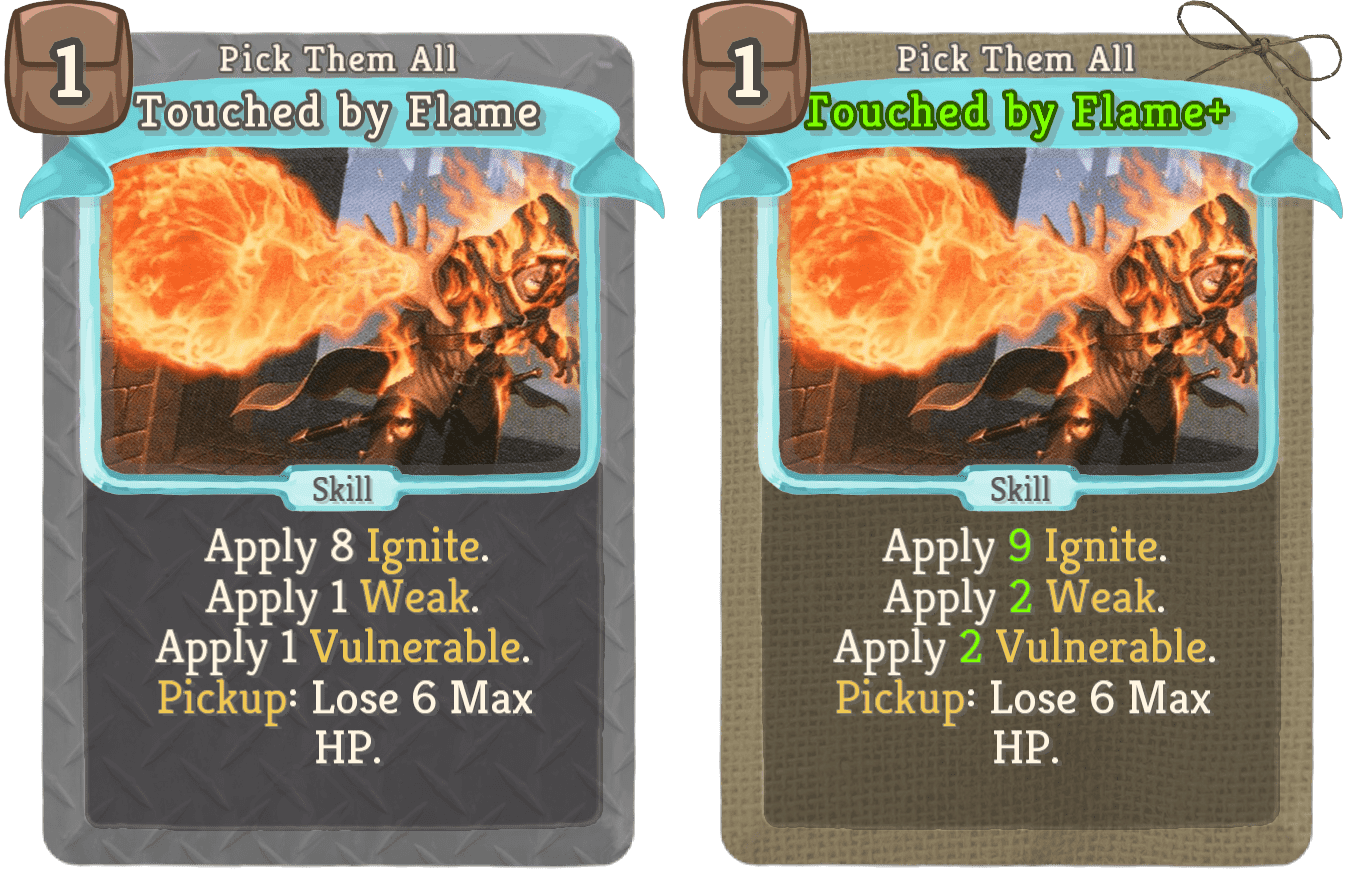 1
Pick Them All
Touched by Flame
Skill
Apply 8 Ignite.
Apply 1 Weak.
Apply 1 Vulnerable.
Pickup: Lose 6 Max
HP.
1
Pick Them All
Touched by Flame+
Skill
Apply 9 Ignite.
Apply 2 Weak.
Apply 2 Vulnerable.
Pickup: Lose 6 Max
HP.